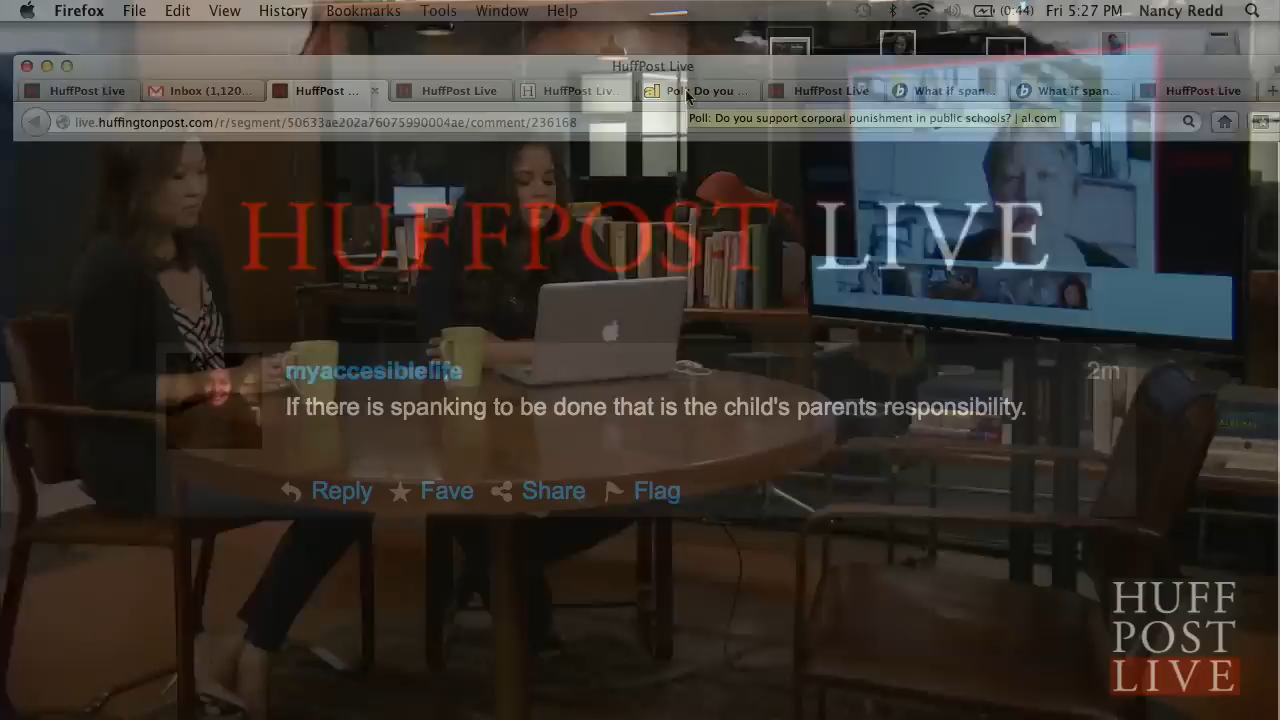 Firefox File Edit View History Bookmarks Tools Window Help (0:44) Fri 5:27 PM Nancy Redd
HuffPost Live
HuffPost Live Inbox (1,120... HuffPost ... HuffPost Live HuffPost Liv... Poll: Do you ... HuffPost Live What if span... What if span... HuffPost Live
live.huffingtonpost.com/r/segment/50633ae202a76075990004ae/comment/236168
Poll: Do you support corporal punishment in public schools? | al.com
HUFFPOST LIVE
myaccesibielife 2m
If there is spanking to be done that is the child's parents responsibility.
Reply Fave Share Flag
HUFF
POST
LIVE